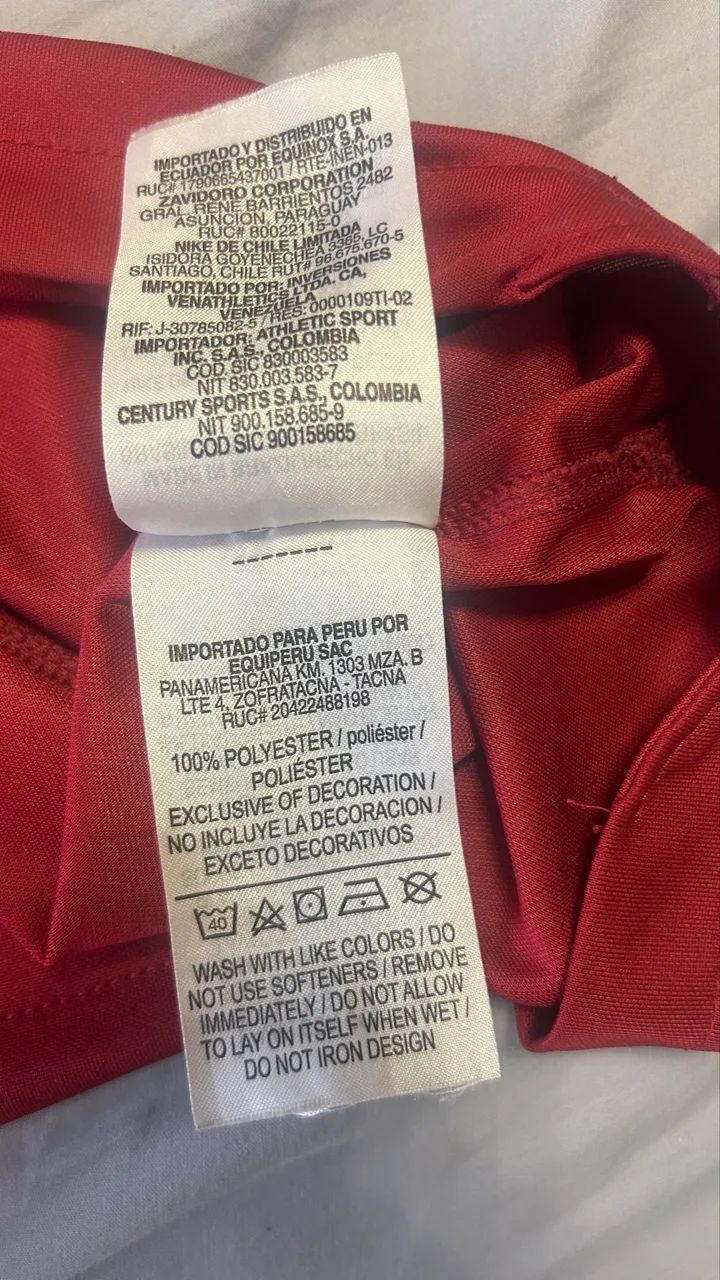 IMPORTADO Y DISTRIBUIDO EN
ECUADOR POR EQUINOX S.A.
RUC# 1790665437001 / RTE-INEN-013
ZAVIDORO CORPORATION
GRAL. RENE BARRIENTOS 2482
ASUNCION, PARAGUAY
RUC# 80022115-0
NIKE DE CHILE LIMITADA
ISIDORA GOYENECHEA 3365, LC
SANTIAGO, CHILE RUT# 96.675.670-5
IMPORTADO POR: INVERSIONES
VENATHLETICS, LTDA. CA,
VENEZUELA
RIF: J-30785082-5 / RES: 0000109TI-02
IMPORTADOR: ATHLETIC SPORT
INC. S.A.S., COLOMBIA
COD. SIC 830003583
NIT 830.003.583-7
CENTURY SPORTS S.A.S., COLOMBIA
NIT 900.158.685-9
COD SIC 900158685
-------
IMPORTADO PARA PERU POR
EQUIPERU SAC
PANAMERICANA KM. 1303 MZA. B
LTE 4, ZOFRATACNA - TACNA
RUC# 20422488198
100% POLYESTER / poliéster /
POLIÉSTER
EXCLUSIVE OF DECORATION /
NO INCLUYE LA DECORACION /
EXCETO DECORATIVOS
40
WASH WITH LIKE COLORS / DO
NOT USE SOFTENERS / REMOVE
IMMEDIATELY / DO NOT ALLOW
TO LAY ON ITSELF WHEN WET /
DO NOT IRON DESIGN